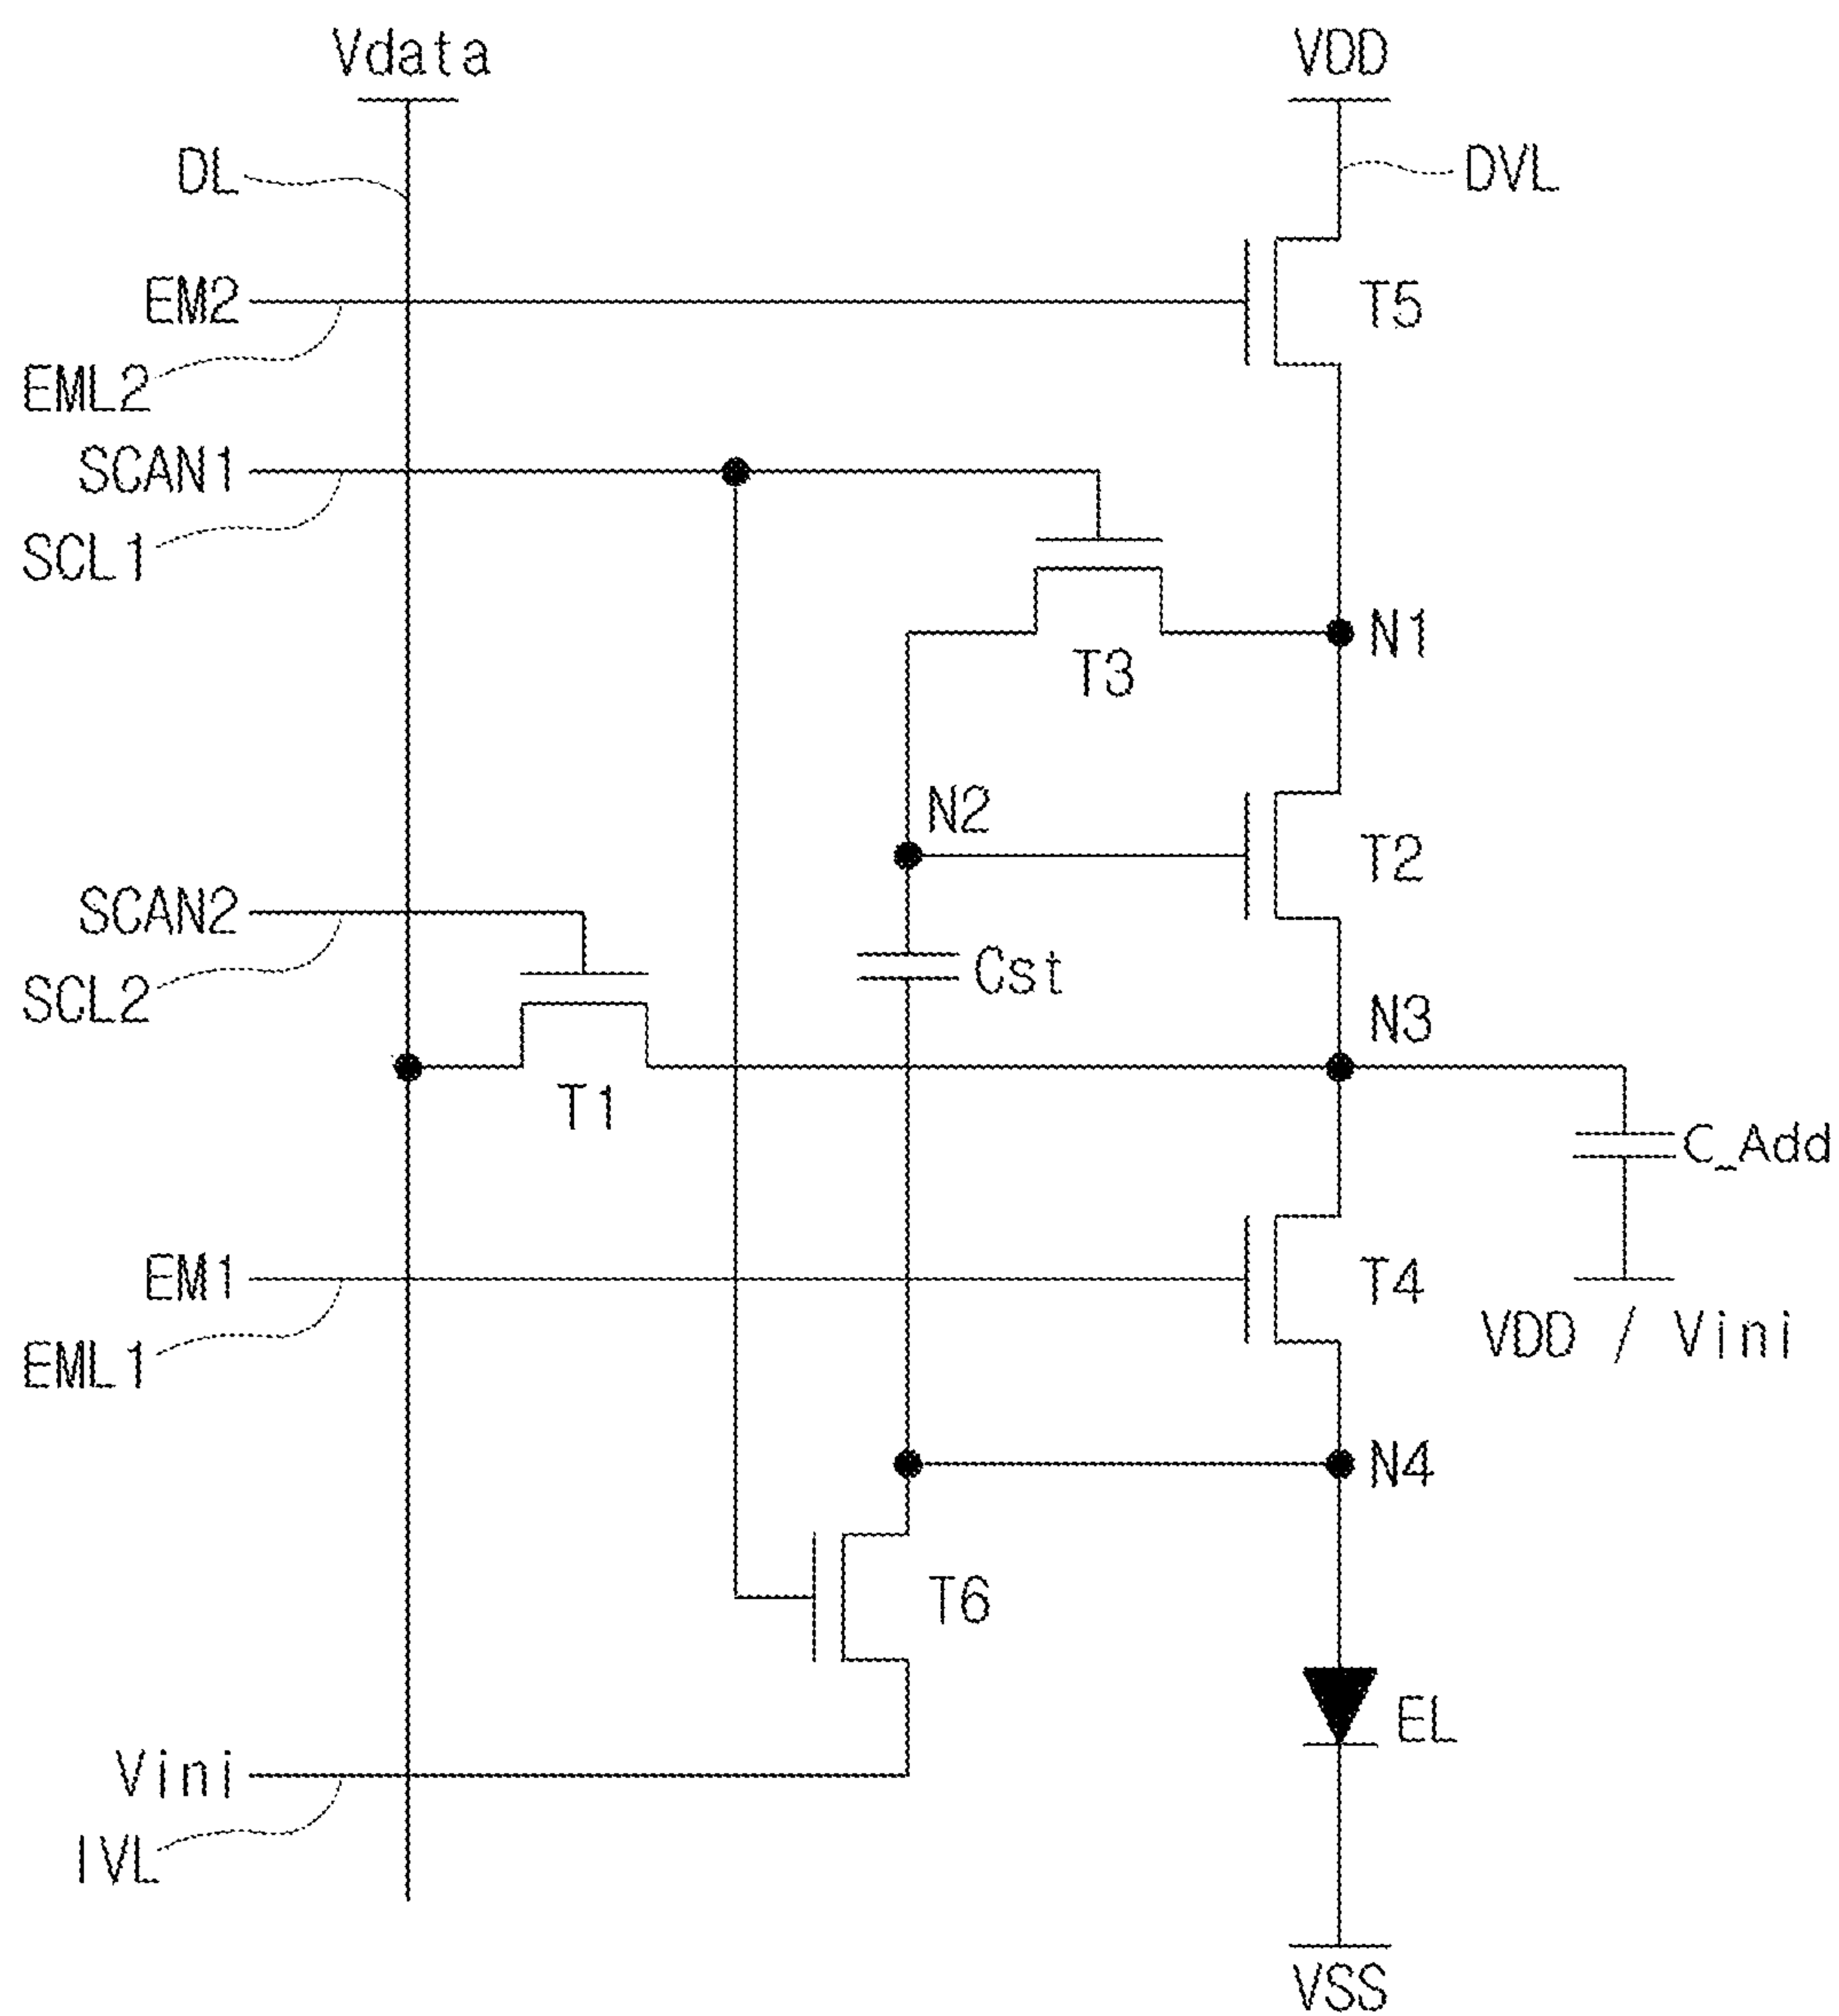 Vdata
VDD
DL
DVL
EM2
T5
EML2
SCAN1
SCL1
N1
T3
N2
T2
SCAN2
Cst
SCL2
N3
T1
C_Add
EM1
T4
VDD / Vini
EML1
N4
T6
EL
Vini
IVL
VSS